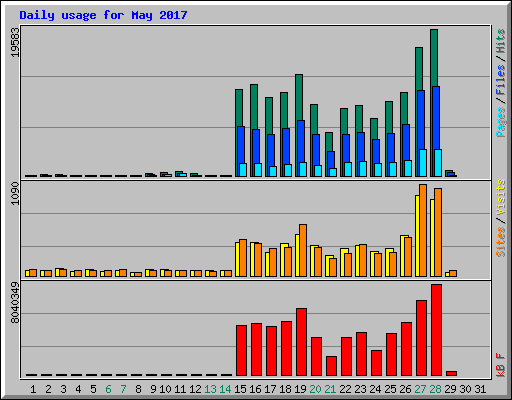 Daily usage for May 2017
19583
Pages / Files / Hits
1090
Sites / Visits
8040349
kB F
1 2 3 4 5 6 7 8 9 10 11 12 13 14 15 16 17 18 19 20 21 22 23 24 25 26 27 28 29 30 31